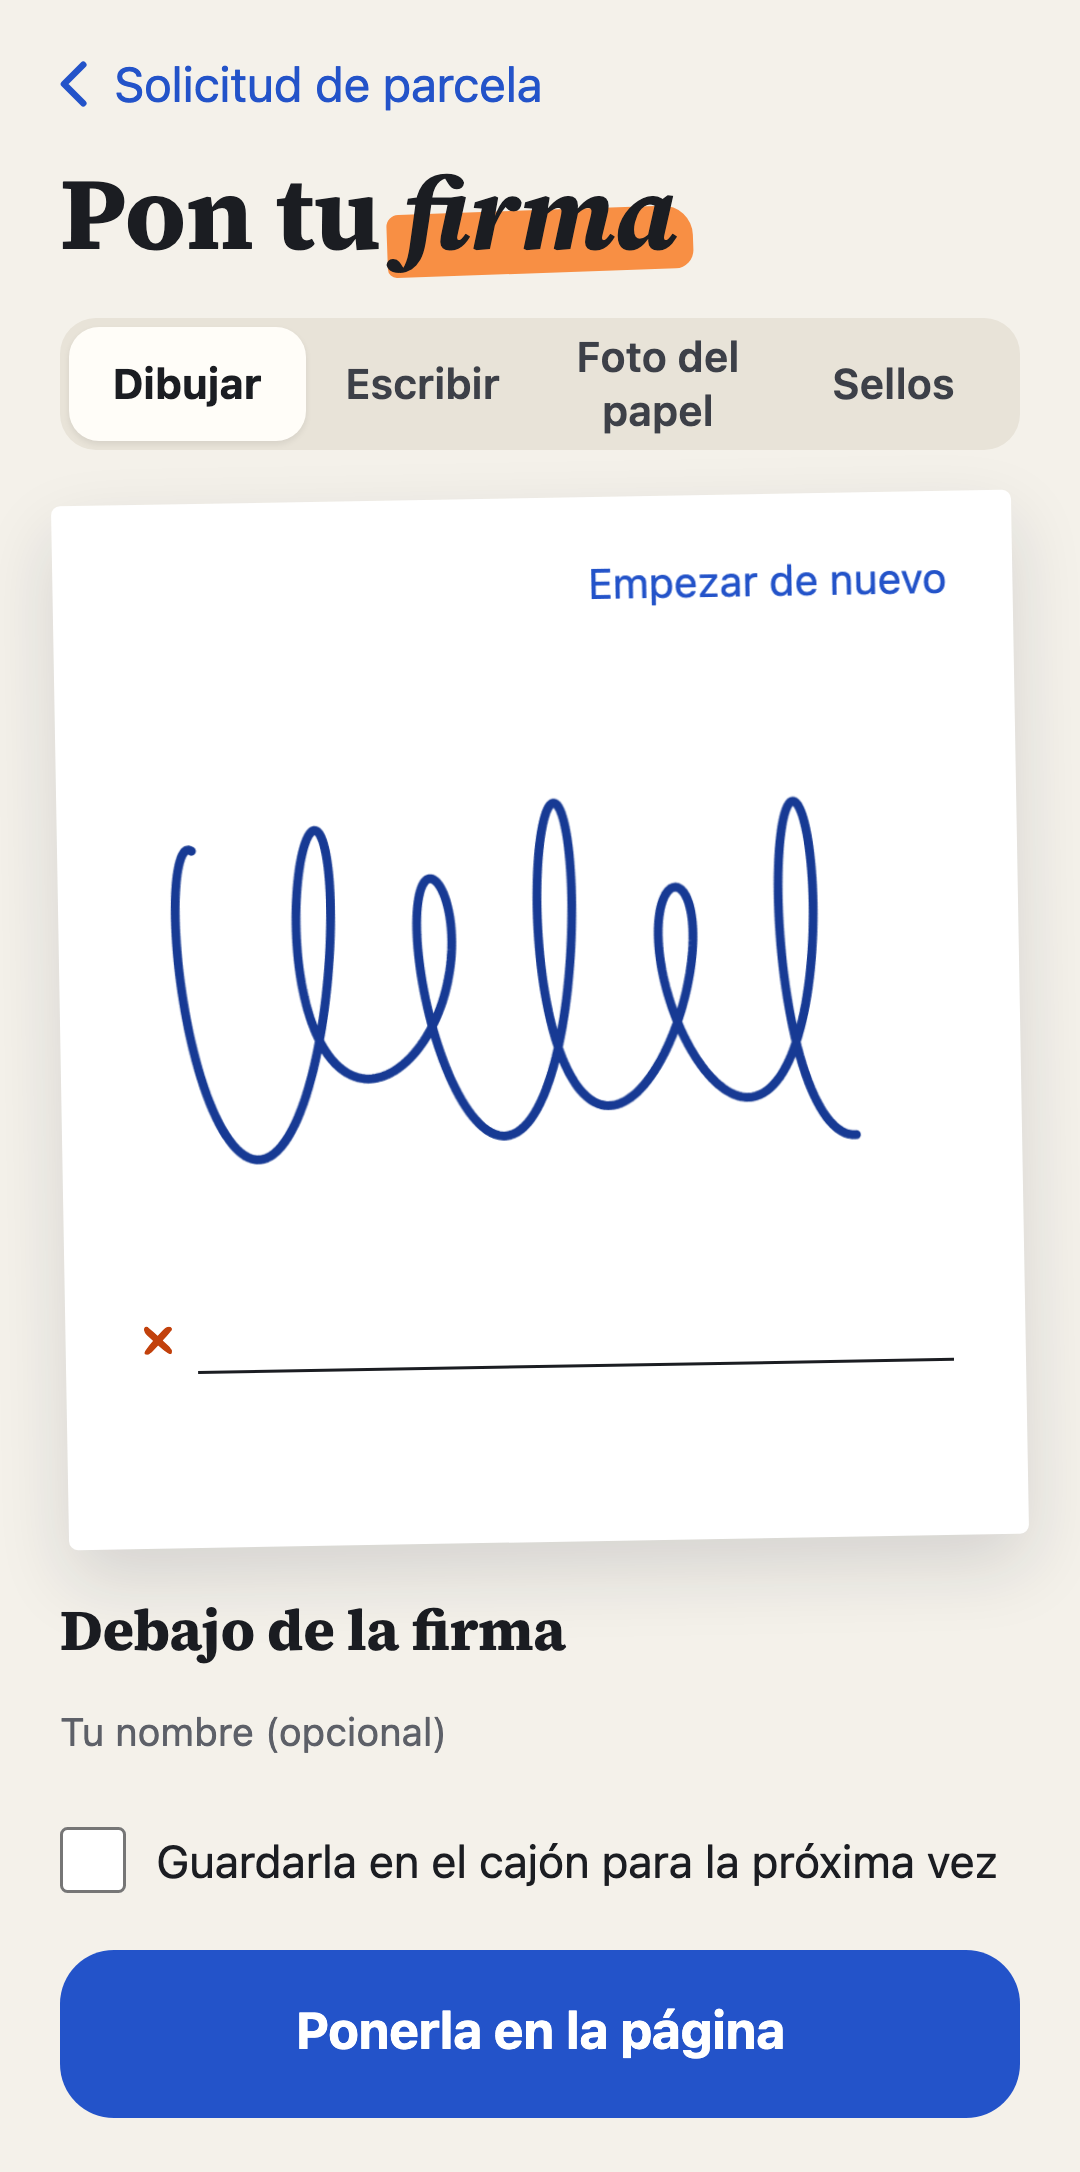 Solicitud de parcela
Pon tu firma
Dibujar
Escribir
Foto del
papel
Sellos
Empezar de nuevo
Debajo de la firma
Tu nombre (opcional)
Guardarla en el cajón para la próxima vez
Ponerla en la página